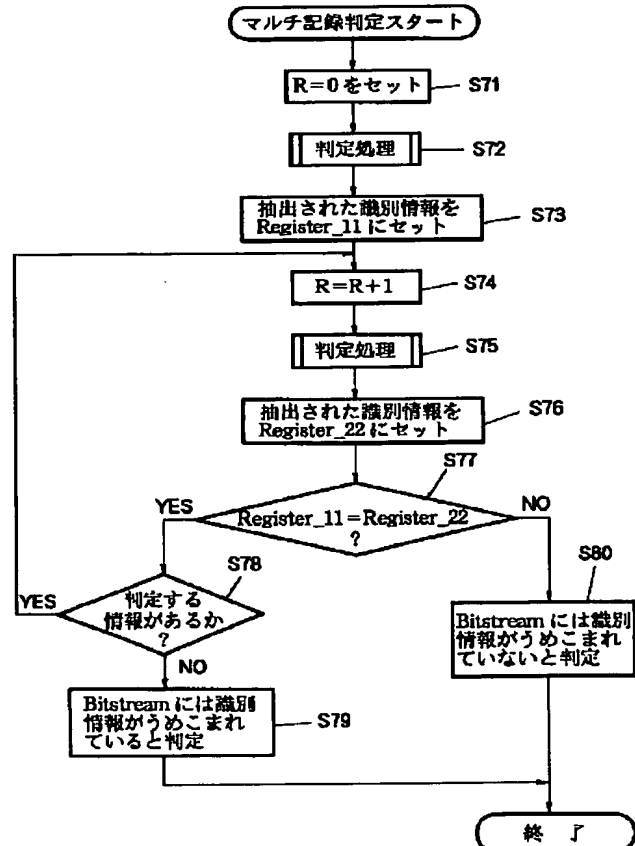 マルチ記録判定スタート
R=0をセット
S71
判定処理
S72
抽出された識別情報を
Register_11にセット
S73
R=R+1
S74
判定処理
S75
抽出された識別情報を
Register_22にセット
S76
S77
YES
Register_11=Register_22
?
NO
S78
YES
判定する
情報があるか
?
NO
S80
Bitstreamには識別
情報がうめこまれ
ていないと判定
Bitstreamには識別
情報がうめこまれ
ていると判定
S79
終 了